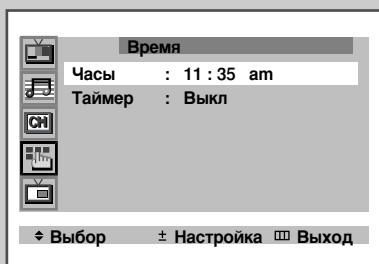 Время
Часы : 11 : 35 am
Таймер : Выкл
CH
Выбор ± Настройка Выход